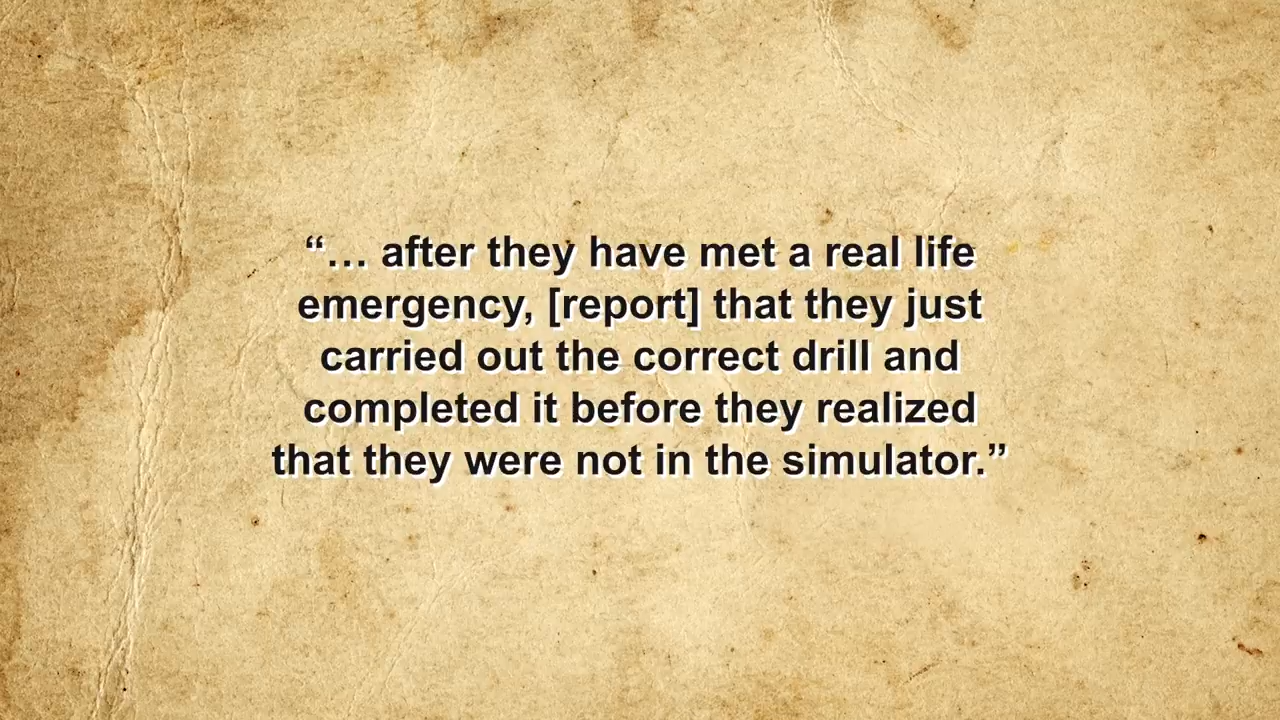 “… after they have met a real life
emergency, [report] that they just
carried out the correct drill and
completed it before they realized
that they were not in the simulator.”